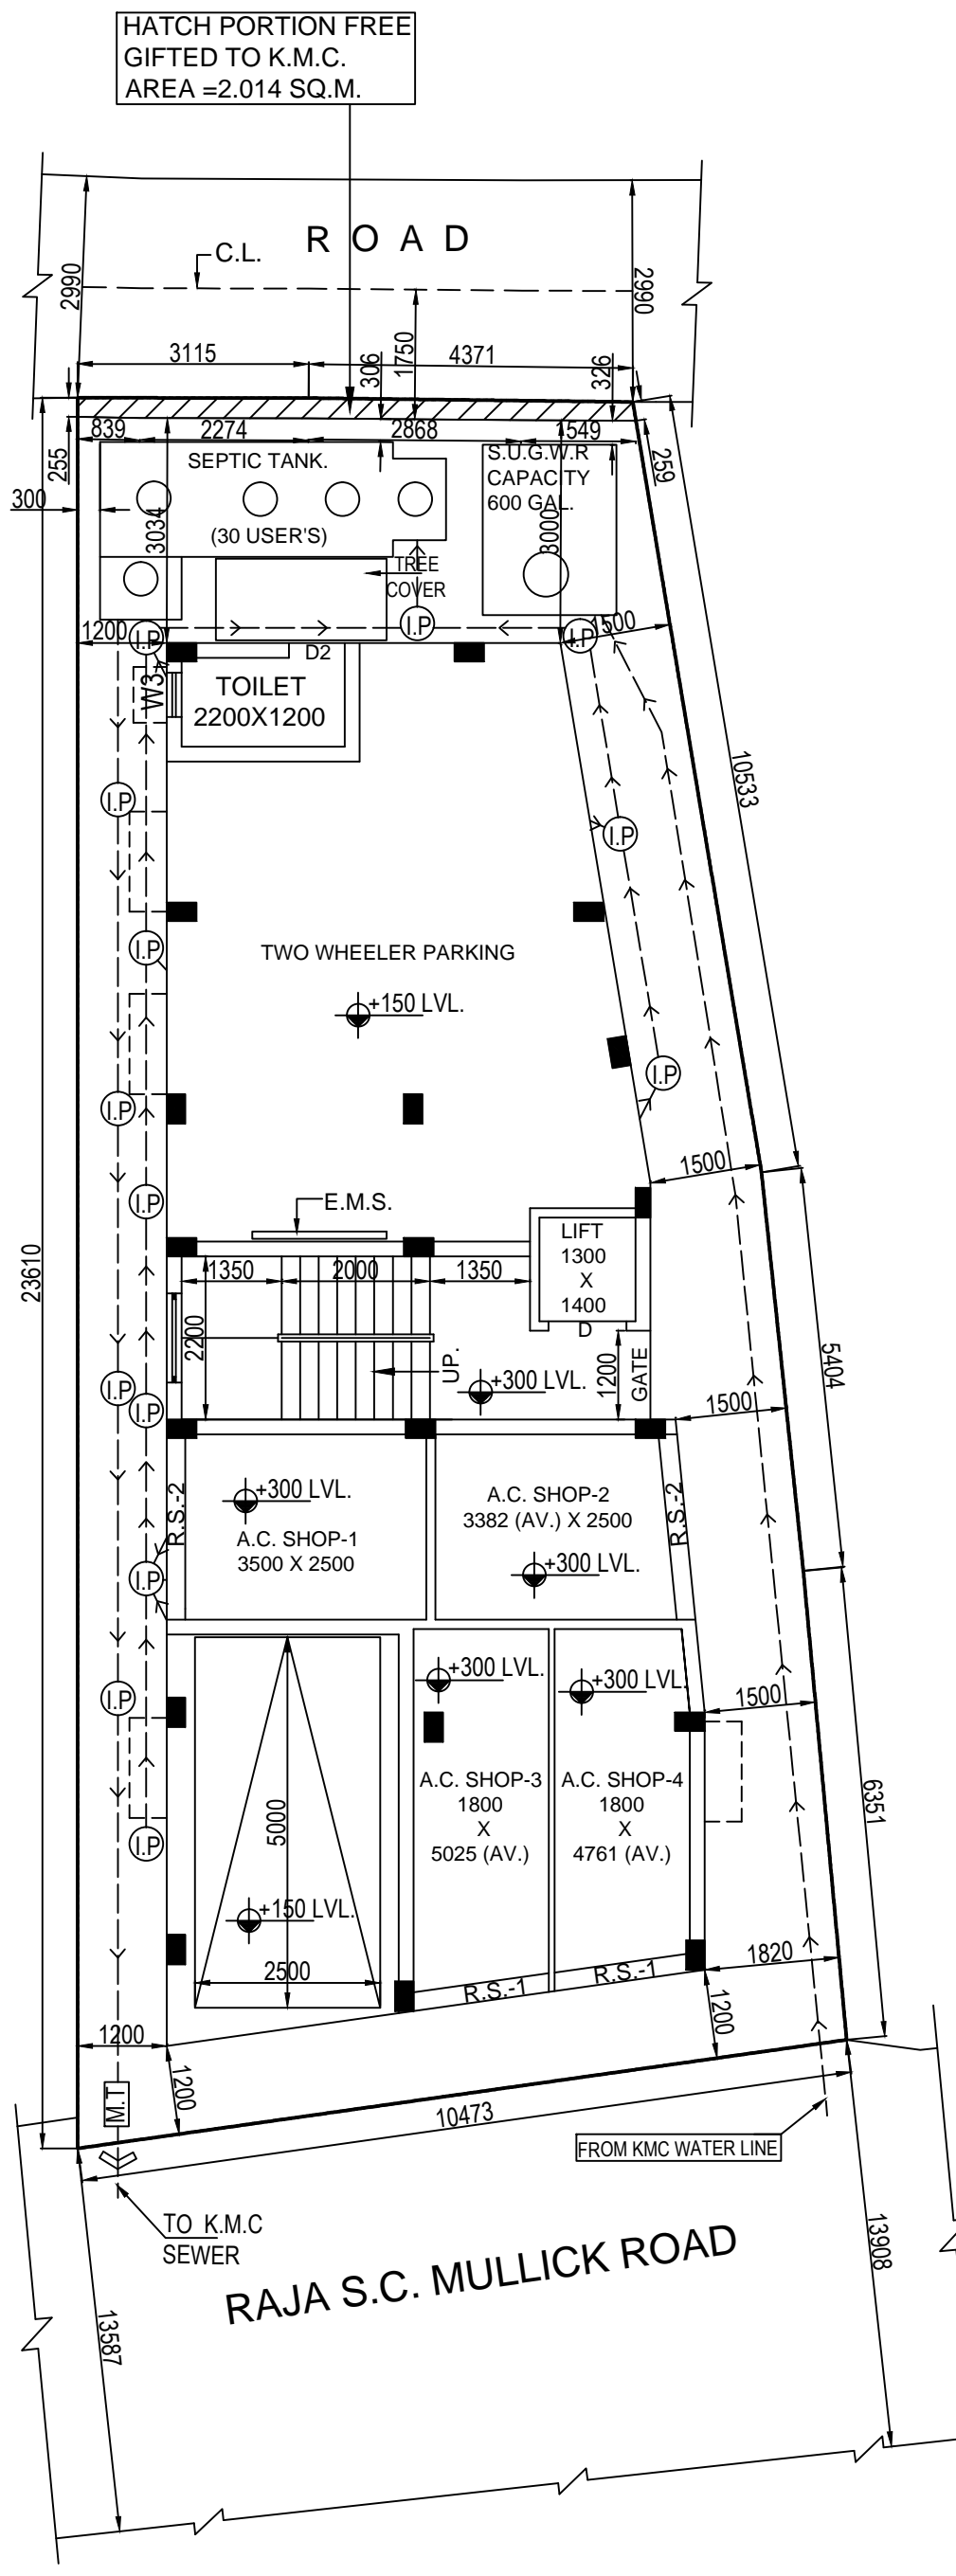 HATCH PORTION FREE
GIFTED TO K.M.C.
AREA =2.014 SQ.M.
ROAD
C.L.
2990
2990
3115
306
1750
4371
326
839
2274
2868
1549
255
259
300
SEPTIC TANK.
(30 USER'S)
3034
S.U.G.W.R
CAPACITY
600 GAL.
3000
TREE
COVER
1200
I.P
I.P
I.P
1500
D2
W3
TOILET
2200X1200
10533
I.P
I.P
I.P
TWO WHEELER PARKING
+150 LVL.
I.P
I.P
I.P
1500
E.M.S.
LIFT
1300
X
1400
D
23610
1350
2000
1350
2200
UP.
1200
GATE
+300 LVL.
5404
I.P
I.P
1500
R.S.-2
+300 LVL.
A.C. SHOP-1
3500 X 2500
A.C. SHOP-2
3382 (AV.) X 2500
+300 LVL.
R.S.-2
I.P
+300 LVL.
+300 LVL.
I.P
1500
A.C. SHOP-3
1800
X
5025 (AV.)
A.C. SHOP-4
1800
X
4761 (AV.)
5000
6351
I.P
+150 LVL.
2500
R.S.-1
R.S.-1
1820
1200
1200
1200
M.T
10473
FROM KMC WATER LINE
TO K.M.C
SEWER
RAJA S.C. MULLICK ROAD
13908
13587